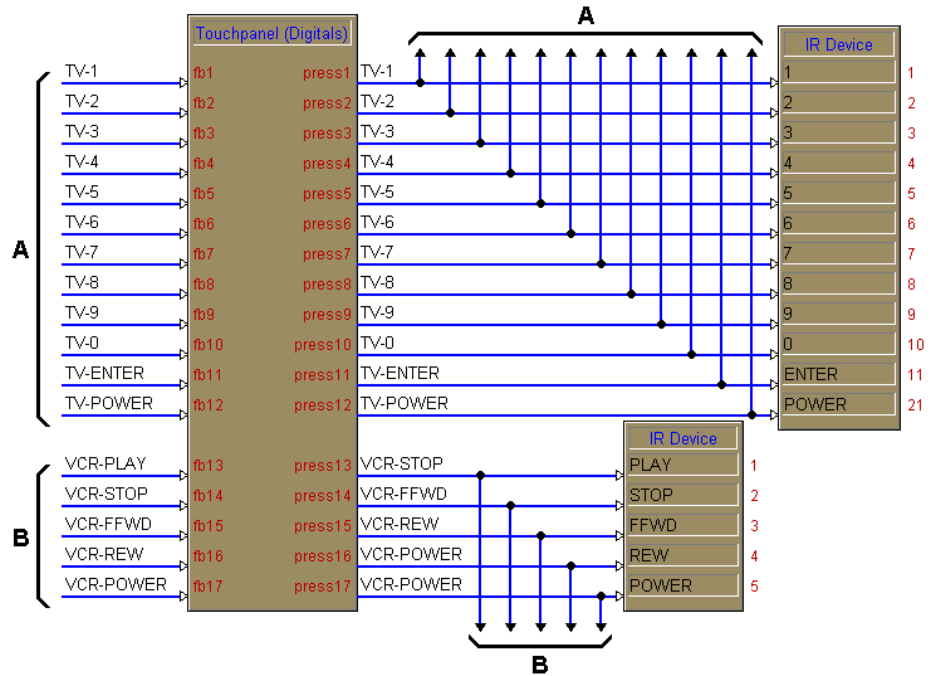 A
Touchpanel (Digitals)
IR Device
TV-1 fb1 press1 TV-1 1 1
TV-2 fb2 press2 TV-2 2 2
TV-3 fb3 press3 TV-3 3 3
TV-4 fb4 press4 TV-4 4 4
TV-5 fb5 press5 TV-5 5 5
A
TV-6 fb6 press6 TV-6 6 6
TV-7 fb7 press7 TV-7 7 7
TV-8 fb8 press8 TV-8 8 8
TV-9 fb9 press9 TV-9 9 9
TV-0 fb10 press10 TV-0 0 10
TV-ENTER fb11 press11 TV-ENTER ENTER 11
TV-POWER fb12 press12 TV-POWER POWER 21
IR Device
VCR-PLAY fb13 press13 VCR-STOP PLAY 1
VCR-STOP fb14 press14 VCR-FFWD STOP 2
B
VCR-FFWD fb15 press15 VCR-REW FFWD 3
VCR-REW fb16 press16 VCR-POWER REW 4
VCR-POWER fb17 press17 VCR-POWER POWER 5
B